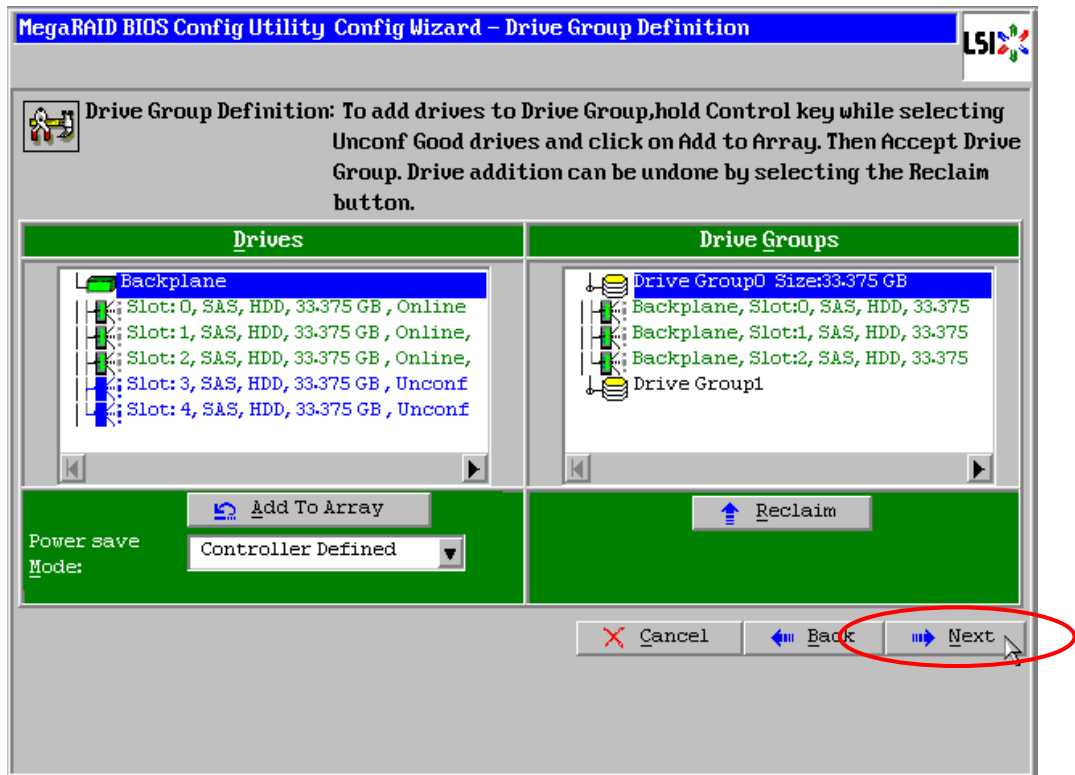 MegaRAID BIOS Config Utility Config Wizard – Drive Group Definition
LSI
Drive Group Definition: To add drives to Drive Group,hold Control key while selecting
Unconf Good drives and click on Add to Array. Then Accept Drive
Group. Drive addition can be undone by selecting the Reclaim
button.
Drives
Backplane
Slot: 0, SAS, HDD, 33.375 GB , Online
Slot: 1, SAS, HDD, 33.375 GB , Online,
Slot: 2, SAS, HDD, 33.375 GB , Online,
Slot: 3, SAS, HDD, 33.375 GB , Unconf
Slot: 4, SAS, HDD, 33.375 GB , Unconf
Add To Array
Power save
Mode:
Controller Defined
Drive Groups
Drive Group0 Size:33.375 GB
Backplane, Slot:0, SAS, HDD, 33.375
Backplane, Slot:1, SAS, HDD, 33.375
Backplane, Slot:2, SAS, HDD, 33.375
Drive Group1
Reclaim
Cancel
Back
Next